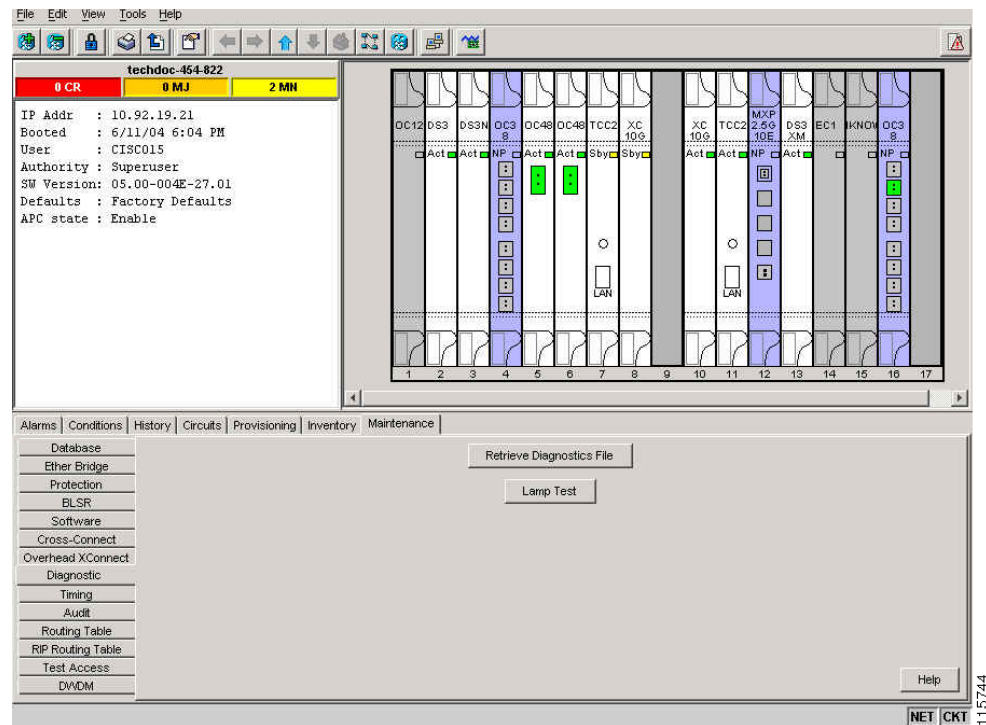 File Edit View Tools Help
techdoc-454-822
0 CR 0 MJ 2 MN
IP Addr : 10.92.19.21
Booted : 6/11/04 6:04 PM
User : CISCO15
Authority : Superuser
SW Version: 05.00-004E-27.01
Defaults : Factory Defaults
APC state : Enable
OC12 DS3 DS3N OC3 8 OC48 OC48 TCC2 XC 10G XC 10G TCC2 MXP 2.5G 10E DS3 XM EC1 OC3 8
Act Act NP Act Act Sby Sby Act Act NP Act NP
LAN LAN
1 2 3 4 5 6 7 8 9 10 11 12 13 14 15 16 17
Alarms Conditions History Circuits Provisioning Inventory Maintenance
Database
Ether Bridge
Protection
BLSR
Software
Cross-Connect
Overhead XConnect
Diagnostic
Timing
Audit
Routing Table
RIP Routing Table
Test Access
DWDM
Retrieve Diagnostics File
Lamp Test
Help
NET CKT
115744